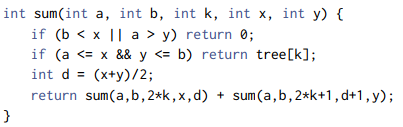 int sum(int a, int b, int k, int x, int y) {
    if (b < x || a > y) return 0;
    if (a <= x && y <= b) return tree[k];
    int d = (x+y)/2;
    return sum(a,b,2*k,x,d) + sum(a,b,2*k+1,d+1,y);
}